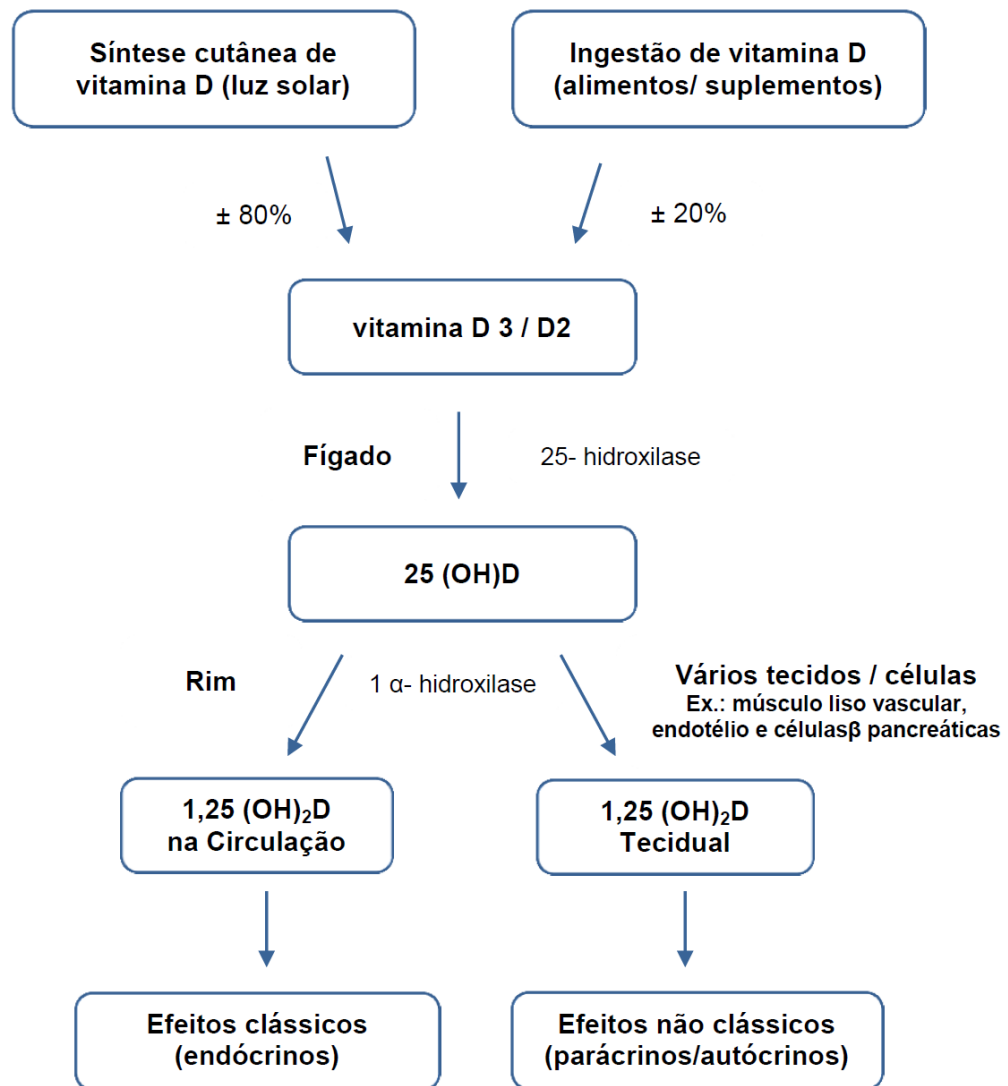 Síntese cutânea de
vitamina D (luz solar)
Ingestão de vitamina D
(alimentos/ suplementos)
± 80%
± 20%
vitamina D 3 / D2
Fígado
25- hidroxilase
25 (OH)D
Rim
1 α- hidroxilase
Vários tecidos / células
Ex.: músculo liso vascular,
endotélio e célulasβ pancreáticas
1,25 (OH)₂D
na Circulação
1,25 (OH)₂D
Tecidual
Efeitos clássicos
(endócrinos)
Efeitos não clássicos
(parácrinos/autócrinos)